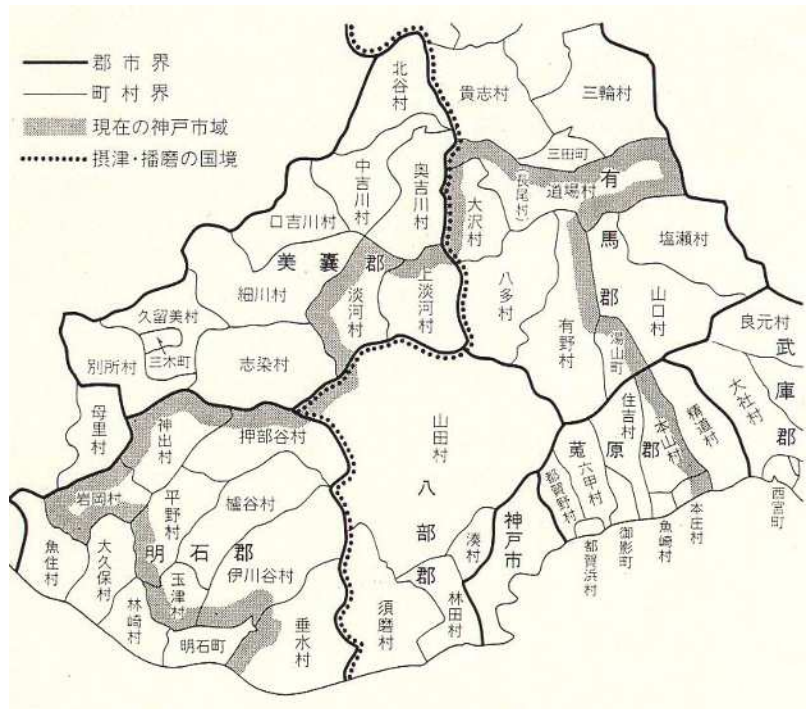 郡市界
町村界
現在の神戸市域
摂津・播磨の国境
北谷村
貴志村
三輪村
中吉川村
奥吉川村
三田町
有馬郡
長尾村
道場村
大沢村
口吉川村
美嚢郡
塩瀬村
上淡河村
淡河村
八多村
細川村
山口村
有野村
久留美村
三木町
良元村
武庫郡
湯山町
別所村
志染村
大社村
住吉村
母里村
神出村
押部谷村
山田村
本山村
精道村
菟原郡
六甲村
都賀野村
岩岡村
平野村
櫨谷村
八部郡
神戸市
西宮町
本庄村
魚崎村
御影町
都賀浜村
魚住村
大久保村
明石郡
伊川谷村
湊村
玉津村
林崎村
明石町
垂水村
須磨村
林田村